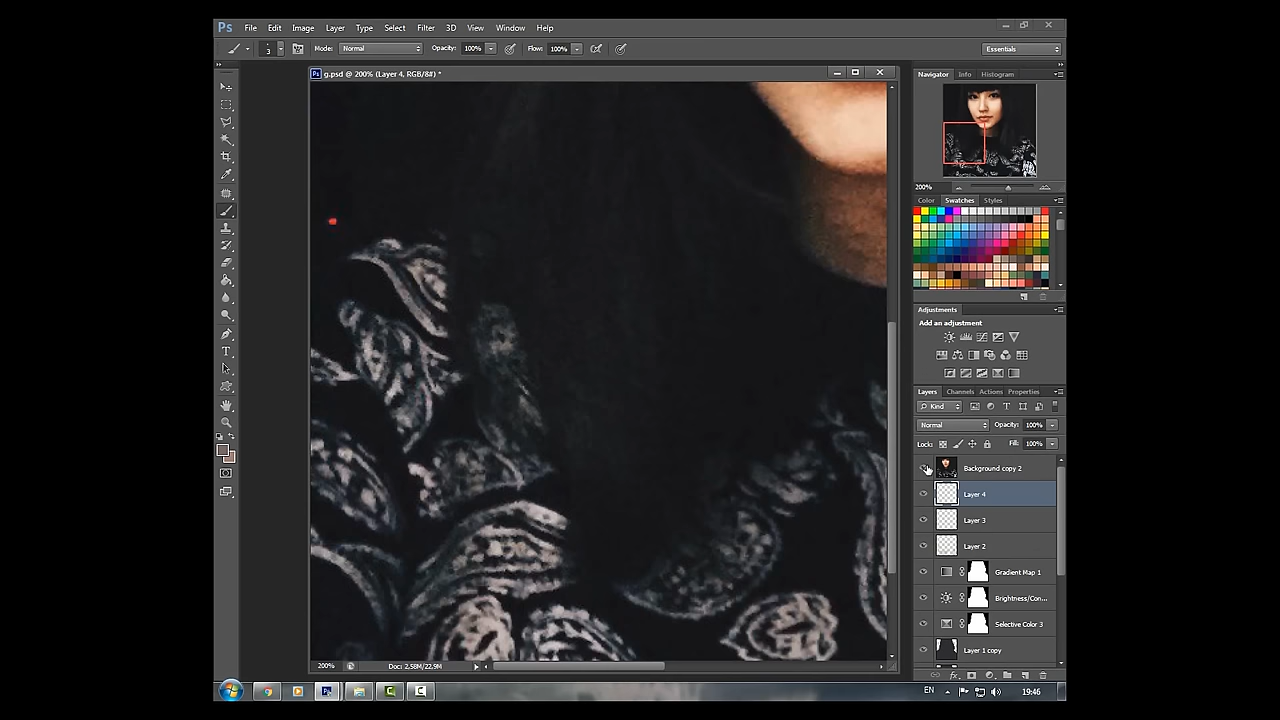 Ps File Edit Image Layer Type Select Filter 3D View Window Help
3 Mode: Normal Opacity: 100% Flow: 100% Essentials
Ps g.psd @ 200% (Layer 4, RGB/8#) *
Navigator Info Histogram
200%
Color Swatches Styles
Adjustments
Add an adjustment
Layers Channels Actions Properties
Kind
Normal Opacity: 100%
Lock: Fill: 100%
Background copy 2
Layer 4
Layer 3
Layer 2
Gradient Map 1
Brightness/Con...
Selective Color 3
Layer 1 copy
200% Doc: 2,58M/22,9M
fx
Ps C EN 19:46